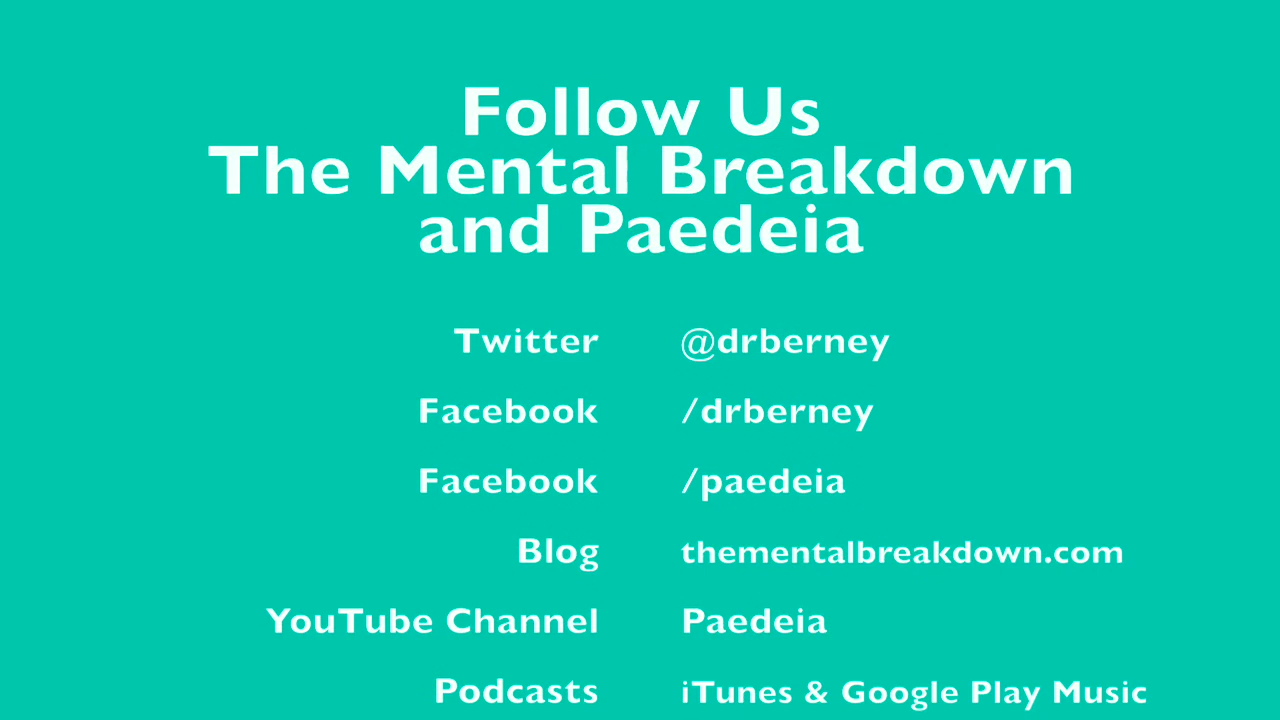 Follow Us
The Mental Breakdown
and Paedeia
Twitter @drberney
Facebook /drberney
Facebook /paedeia
Blog thementalbreakdown.com
YouTube Channel Paedeia
Podcasts iTunes & Google Play Music